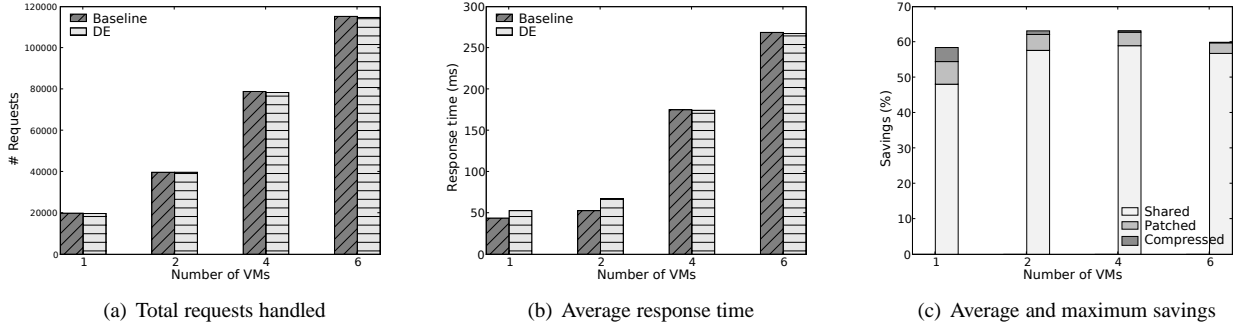 120000
100000
80000
60000
40000
20000
0
# Requests
Baseline
DE
1 2 4 6
Number of VMs
(a) Total requests handled
300
250
200
150
100
50
0
Response time (ms)
Baseline
DE
1 2 4 6
Number of VMs
(b) Average response time
70
60
50
40
30
20
10
0
Savings (%)
Shared
Patched
Compressed
1 2 4 6
Number of VMs
(c) Average and maximum savings